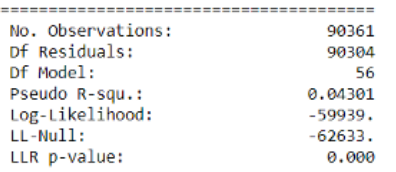 ========================================
No. Observations: 90361
Df Residuals: 90304
Df Model: 56
Pseudo R-squ.: 0.04301
Log-Likelihood: -59939.
LL-Null: -62633.
LLR p-value: 0.000